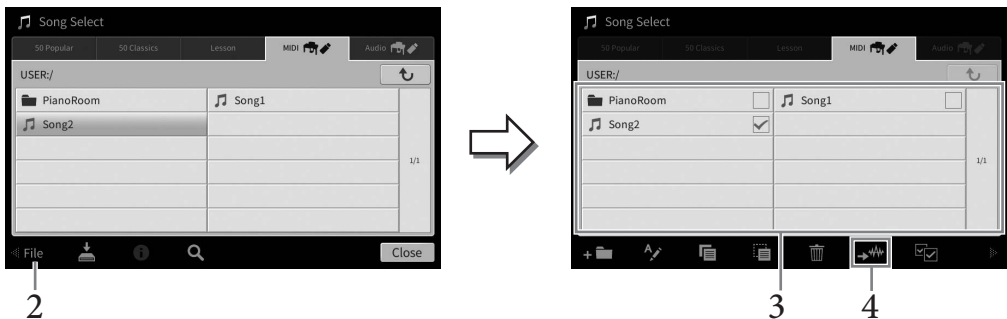 Song Select
50 Popular 50 Classics Lesson MIDI Audio
USER:/
PianoRoom Song1
Song2
1/1
File Close
2
Song Select
50 Popular 50 Classics Lesson MIDI Audio
USER:/
PianoRoom Song1
Song2
1/1
3 4